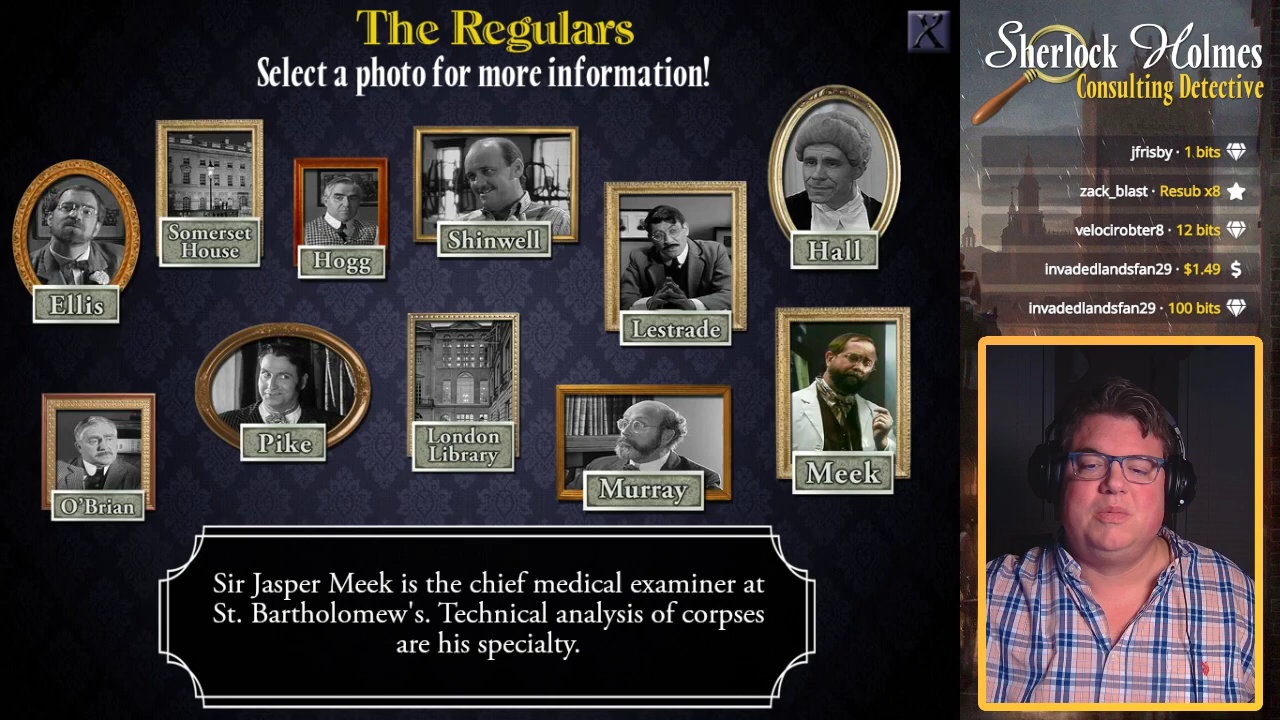 The Regulars
Select a photo for more information!
X
Ellis
Somerset
House
Hogg
Shinwell
Lestrade
Hall
O'Brian
Pike
London
Library
Murray
Meek
Sir Jasper Meek is the chief medical examiner at
St. Bartholomew's. Technical analysis of corpses
are his specialty.
Sherlock Holmes
Consulting Detective
jfrisby · 1 bits
zack_blast · Resub x8
velocirobter8 · 12 bits
invadedlandsfan29 · $1.49 $
invadedlandsfan29 · 100 bits